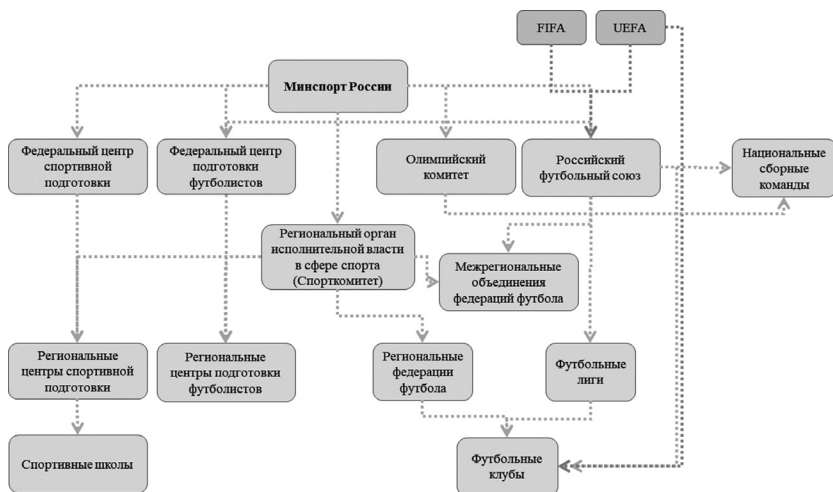 FIFA
UEFA
Минспорт России
Федеральный центр
спортивной
подготовки
Федеральный центр
подготовки
футболистов
Олимпийский
комитет
Российский
футбольный союз
Национальные
сборные
команды
Региональный орган
исполнительной власти
в сфере спорта
(Спорткомитет)
Межрегиональные
объединения
федераций футбола
Региональные
центры спортивной
подготовки
Региональные
центры подготовки
футболистов
Региональные
федерации
футбола
Футбольные
лиги
Спортивные школы
Футбольные
клубы